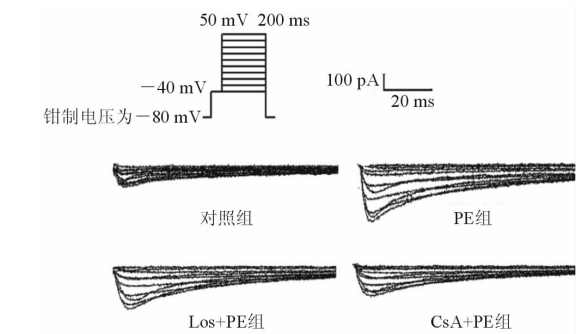 50 mV 200 ms
－40 mV
100 pA
20 ms
钳制电压为－80 mV
对照组
PE组
Los+PE组
CsA+PE组